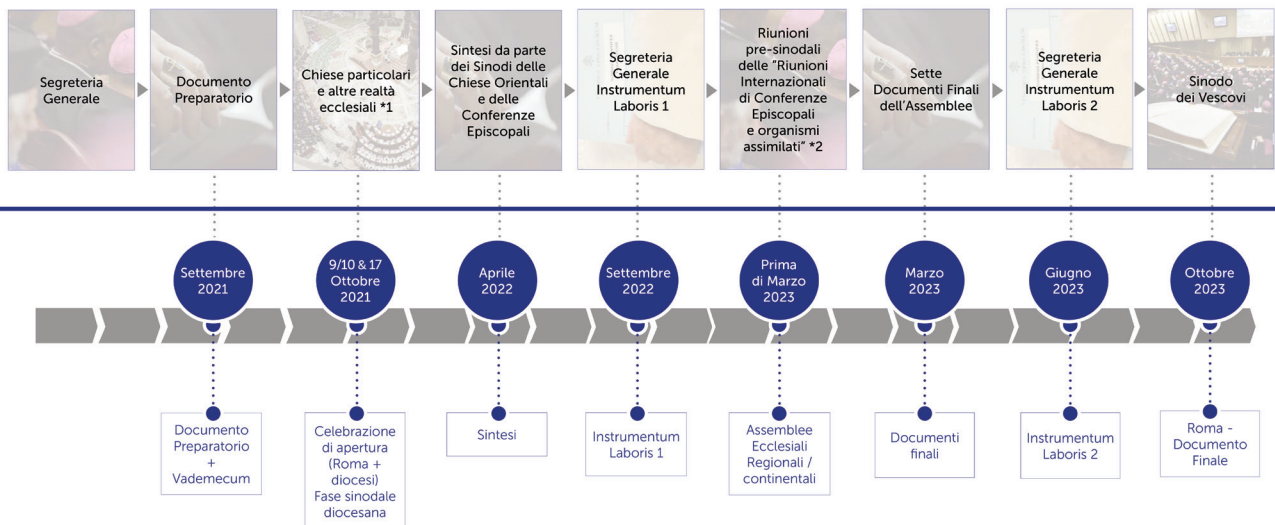 Segreteria
Generale
Documento
Preparatorio
Chiese particolari
e altre realtà
ecclesiali *1
Sintesi da parte
dei Sinodi delle
Chiese Orientali
e delle
Conferenze
Episcopali
Segreteria
Generale
Instrumentum
Laboris 1
Riunioni
pre-sinodali
delle "Riunioni
Internazionali
di Conferenze
Episcopali
e organismi
assimilati" *2
Sette
Documenti Finali
dell'Assemblee
Segreteria
Generale
Instrumentum
Laboris 2
Sinodo
dei Vescovi
Settembre
2021
9/10 & 17
Ottobre
2021
Aprile
2022
Settembre
2022
Prima
di Marzo
2023
Marzo
2023
Giugno
2023
Ottobre
2023
Documento
Preparatorio
+
Vademecum
Celebrazione
di apertura
(Roma +
diocesi)
Fase sinodale
diocesana
Sintesi
Instrumentum
Laboris 1
Assemblee
Ecclesiali
Regionali /
continentali
Documenti
finali
Instrumentum
Laboris 2
Roma -
Documento
Finale